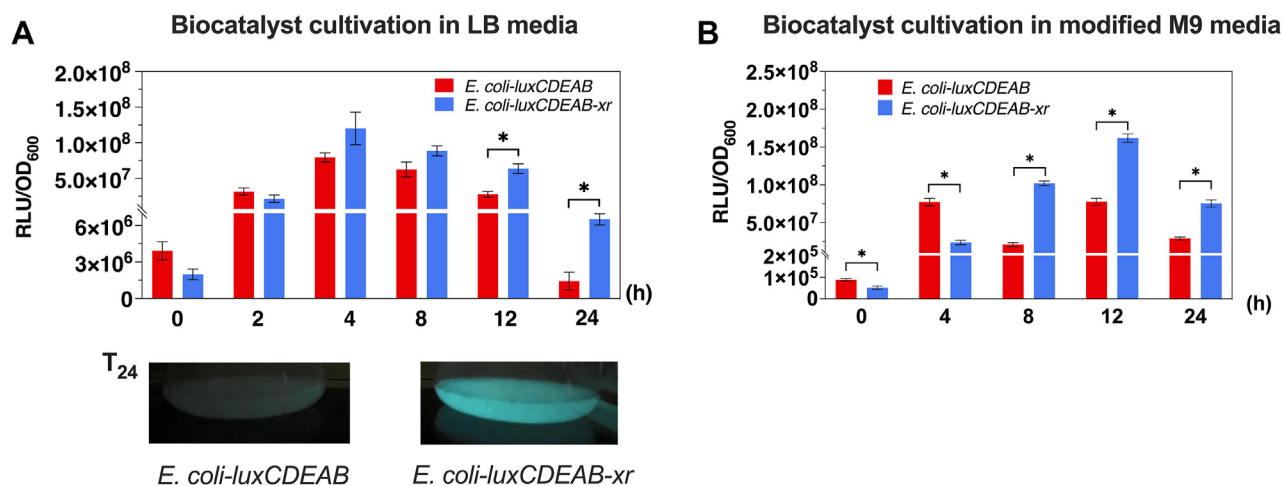 A
Biocatalyst cultivation in LB media
RLU/OD600
2.0×10⁸
1.5×10⁸
1.0×10⁸
5.0×10⁷
6×10⁶
3×10⁶
0
E. coli-luxCDEAB
E. coli-luxCDEAB-xr
*
*
0 2 4 8 12 24 (h)
T24
E. coli-luxCDEAB
E. coli-luxCDEAB-xr
B
Biocatalyst cultivation in modified M9 media
RLU/OD600
2.5×10⁸
2.0×10⁸
1.5×10⁸
1.0×10⁸
5.0×10⁷
2×10⁵
1×10⁵
0
E. coli-luxCDEAB
E. coli-luxCDEAB-xr
*
*
*
*
*
0 4 8 12 24 (h)